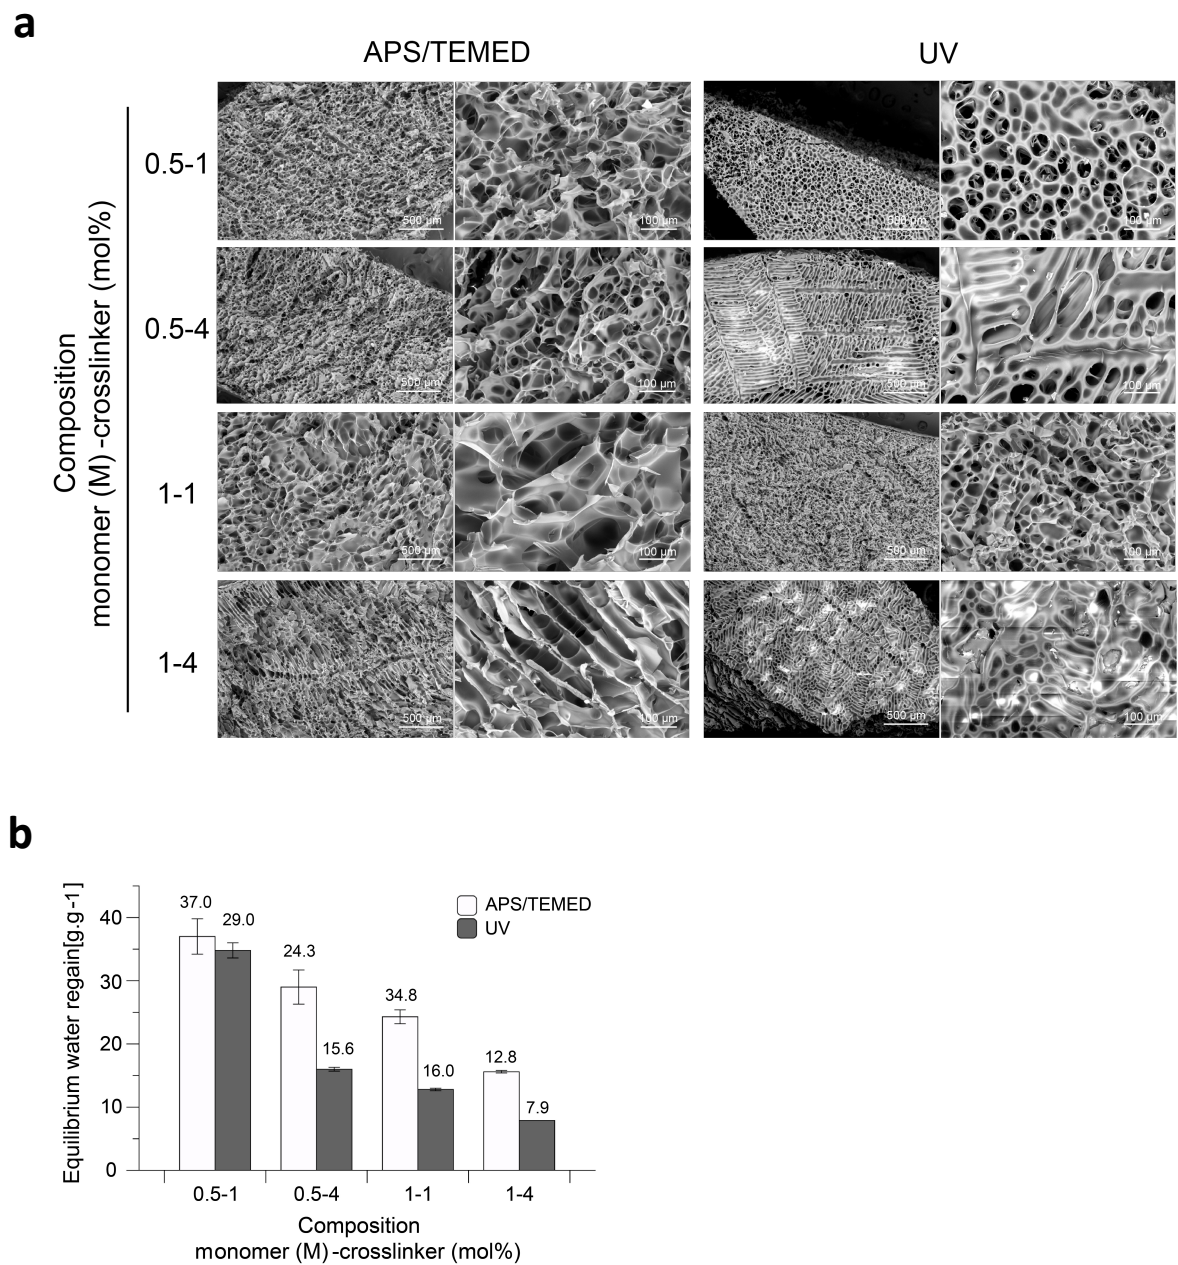 a
APS/TEMED
UV
Composition
monomer (M) -crosslinker (mol%)
0.5-1
500 µm
100 µm
500 µm
100 µm
0.5-4
500 µm
100 µm
500 µm
100 µm
1-1
500 µm
100 µm
500 µm
100 µm
1-4
500 µm
100 µm
500 µm
100 µm
b
Equilibrium water regain[g.g-1]
40
30
20
10
0
37.0
29.0
24.3
15.6
34.8
16.0
12.8
7.9
APS/TEMED
UV
0.5-1
0.5-4
1-1
1-4
Composition
monomer (M) -crosslinker (mol%)